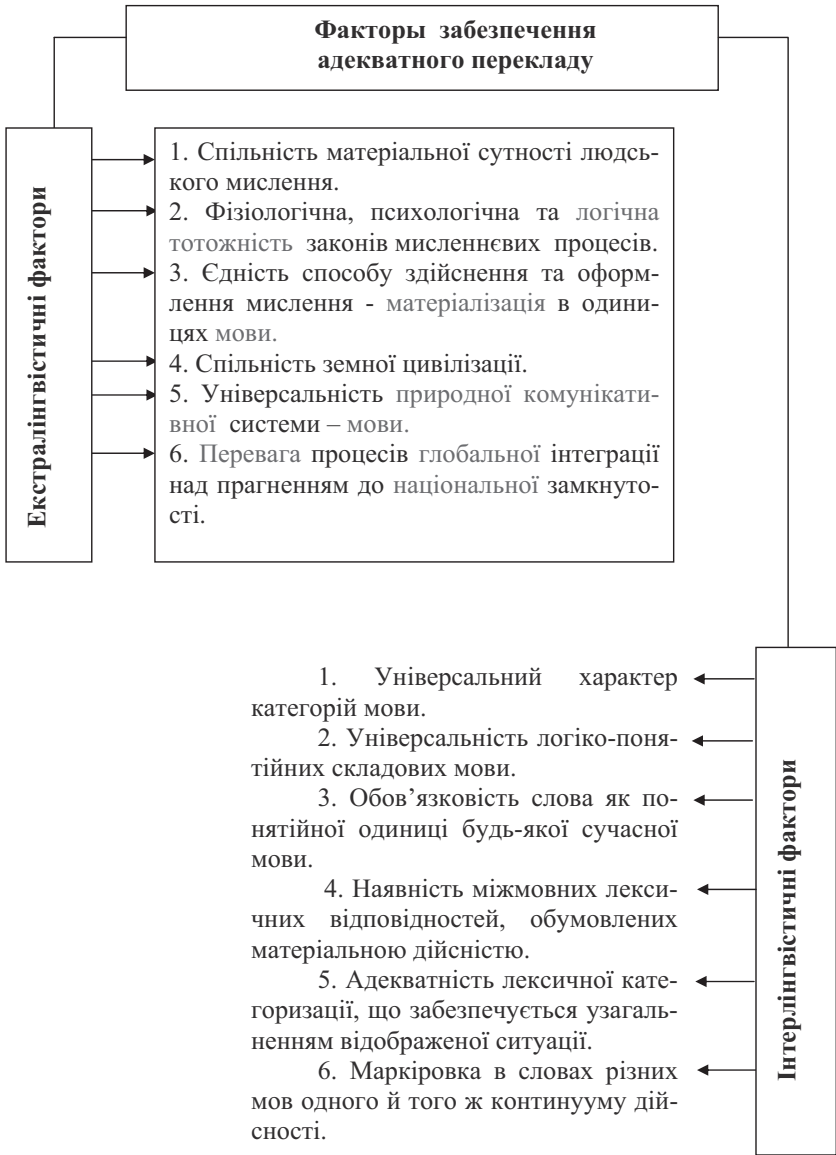 Факторы забезпечення
адекватного перекладу
Екстралінгвістичні фактори
1. Спільність матеріальної сутності людсь-
кого мислення.
2. Фізіологічна, психологічна та логічна
тотожність законів мисленнєвих процесів.
3. Єдність способу здійснення та оформ-
лення мислення - матеріалізація в одини-
цях мови.
4. Спільність земної цивілізації.
5. Універсальність природної комунікати-
вної системи – мови.
6. Перевага процесів глобальної інтеграції
над прагненням до національної замкнуто-
сті.
1. Універсальний характер
категорій мови.
2. Універсальність логіко-поня-
тійних складових мови.
3. Обов’язковість слова як по-
нятійної одиниці будь-якої сучасної
мови.
4. Наявність міжмовних лекси-
чних відповідностей, обумовлених
матеріальною дійсністю.
5. Адекватність лексичної кате-
горизації, що забезпечується узагаль-
ненням відображеної ситуації.
6. Маркіровка в словах різних
мов одного й того ж континууму дій-
сності.
Інтерлінгвістичні фактори